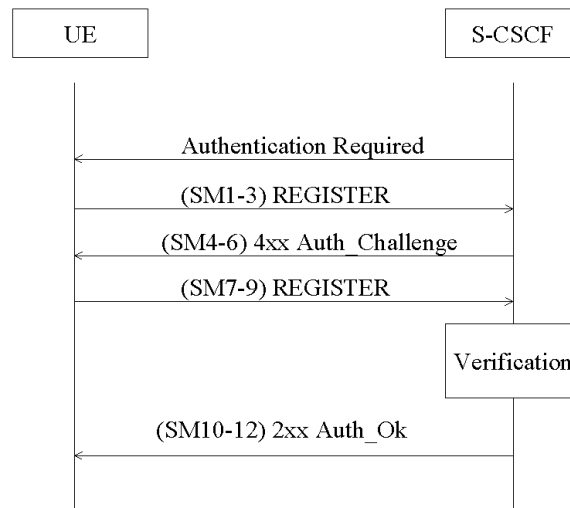 UE
S-CSCF
Authentication Required
(SM1-3) REGISTER
(SM4-6) 4xx Auth_Challenge
(SM7-9) REGISTER
Verification
(SM10-12) 2xx Auth_Ok